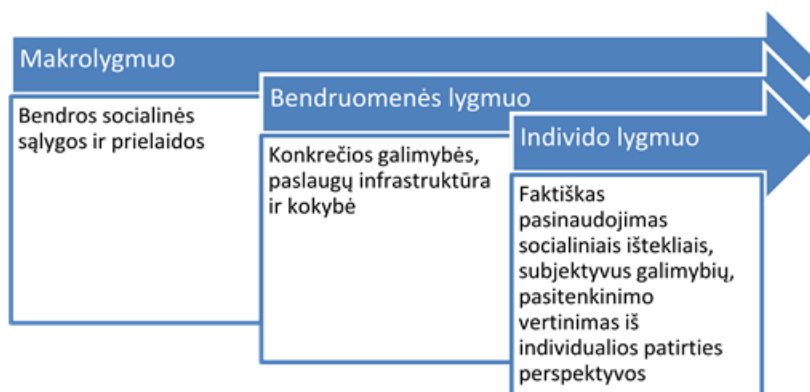 Makrolygmuo
Bendros socialinės
sąlygos ir prielaidos
Bendruomenės lygmuo
Konkrečios galimybės,
paslaugų infrastruktūra
ir kokybė
Individo lygmuo
Faktiškas
pasinaudojimas
socialiniais ištekliais,
subjektyvus galimybių,
pasitenkinimo
vertinimas iš
individualios patirties
perspektyvos